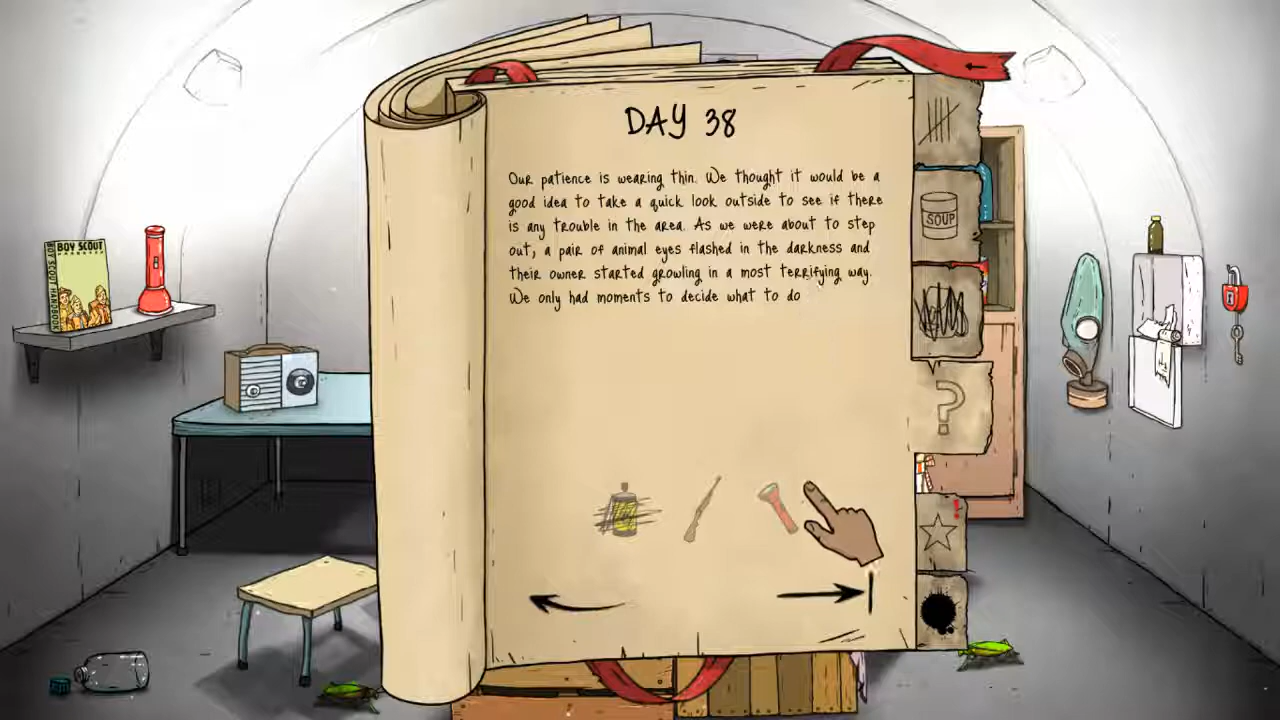 DAY 38
Our patience is wearing thin. We thought it would be a
good idea to take a quick look outside to see if there
is any trouble in the area. As we were about to step
out, a pair of animal eyes flashed in the darkness and
their owner started growling in a most terrifying way.
We only had moments to decide what to do
SOUP
BOY SCOUT
BOY SCOUT HANDBOOK